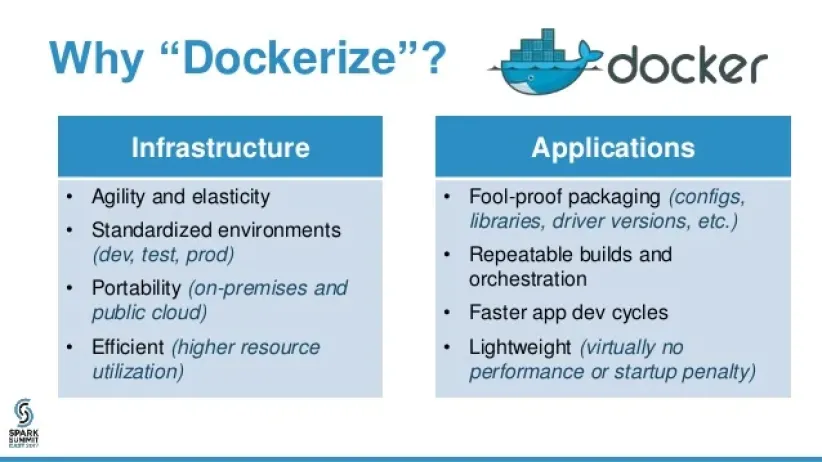 Why “Dockerize”?
docker
Infrastructure
• Agility and elasticity
• Standardized environments
(dev, test, prod)
• Portability (on-premises and
public cloud)
• Efficient (higher resource
utilization)
Applications
• Fool-proof packaging (configs,
libraries, driver versions, etc.)
• Repeatable builds and
orchestration
• Faster app dev cycles
• Lightweight (virtually no
performance or startup penalty)
SPARK
SUMMIT